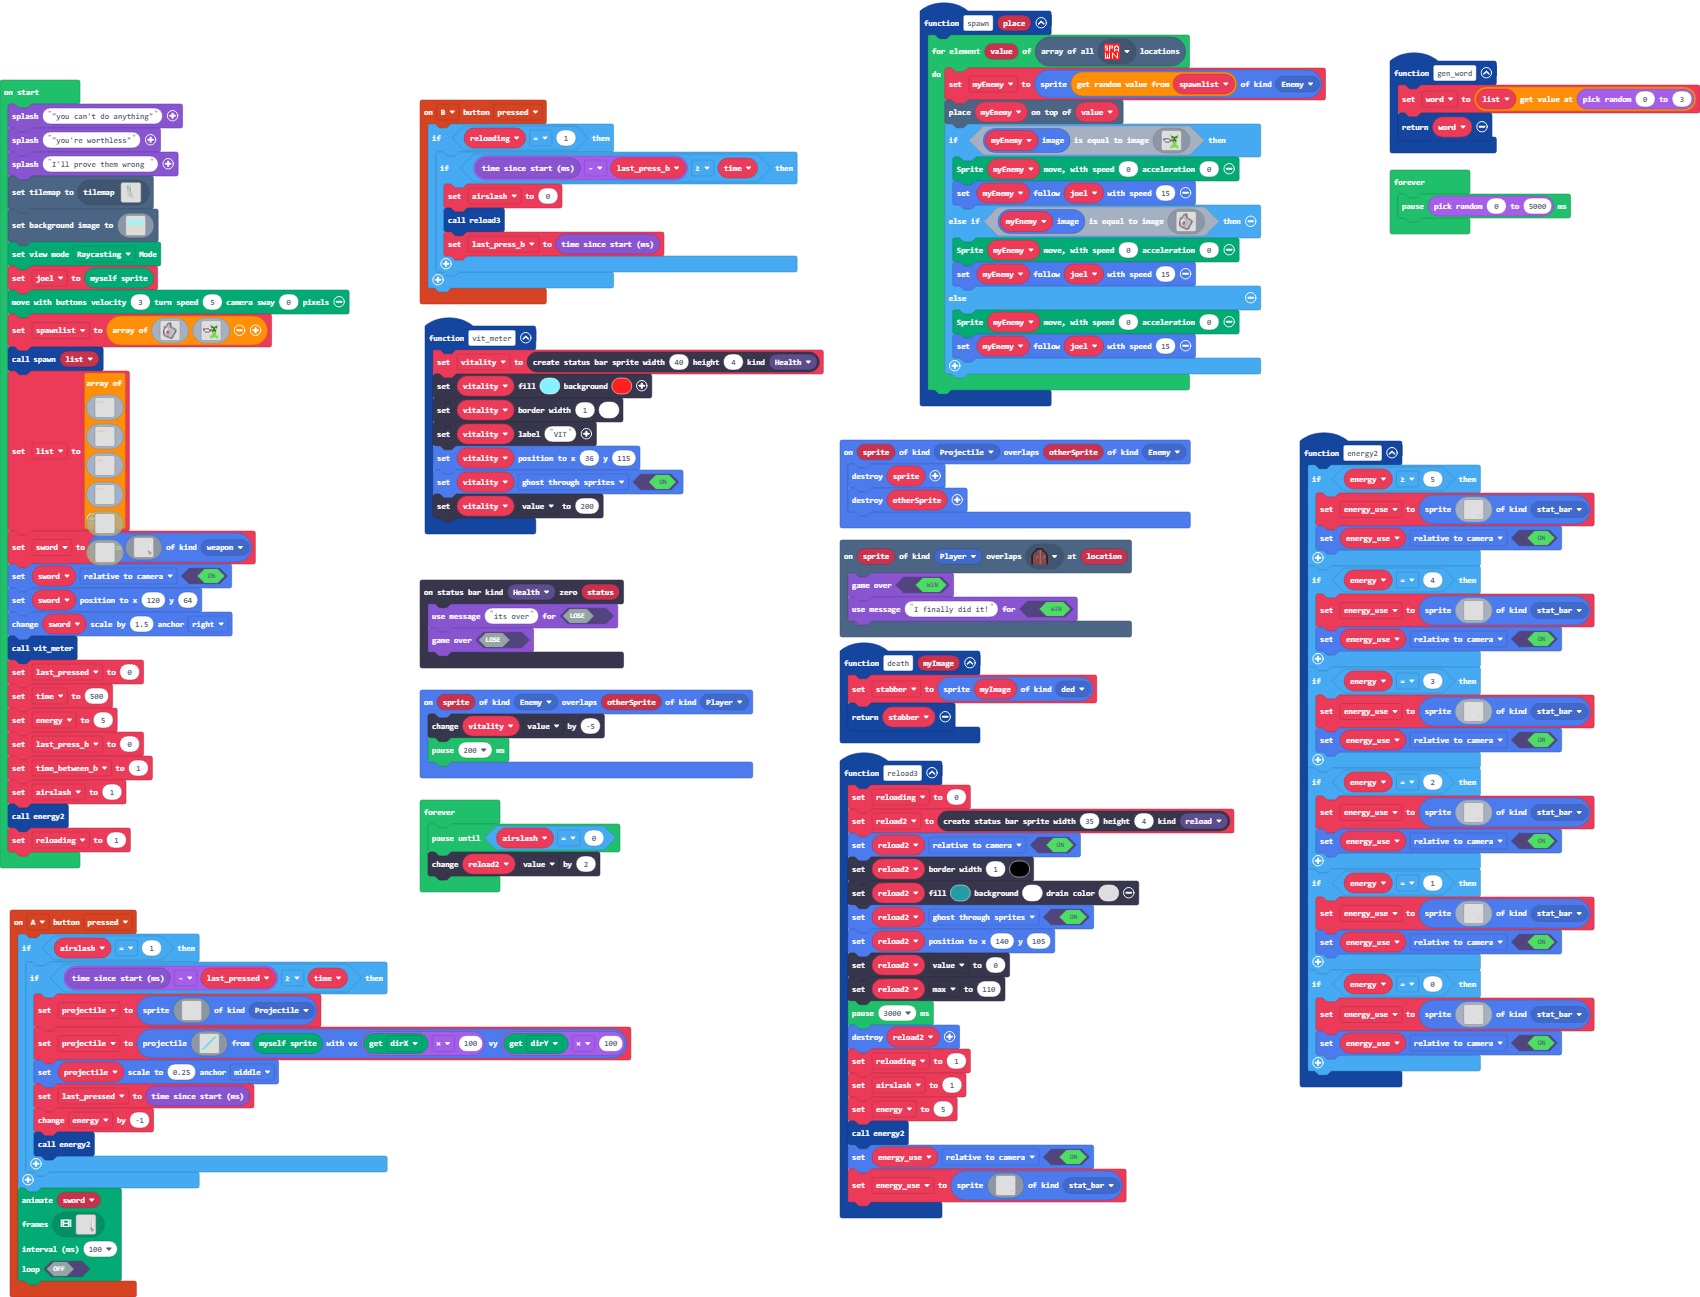 on start
splash "you can't do anything"
splash "you're worthless"
splash "I'll prove them wrong "
set tilemap to tilemap
set background image to
set view mode Raycasting Mode
set joel to myself sprite
move with buttons velocity 3 turn speed 5 camera sway 0 pixels
set spawnlist to array of
call spawn list
set list to array of
set sword to of kind weapon
set sword relative to camera ON
set sword position to x 120 y 64
change sword scale by 1.5 anchor right
call vit_meter
set last_pressed to 0
set time to 500
set energy to 5
set last_press_b to 0
set time_between_b to 1
set airslash to 1
call energy2
set reloading to 1
on A button pressed
if airslash = 1 then
if time since start (ms) - last_pressed ≥ time then
set projectile to sprite of kind Projectile
set projectile to projectile from myself sprite with vx get dirX × 100 vy get dirY × 100
set projectile scale to 0.25 anchor middle
set last_pressed to time since start (ms)
change energy by -1
call energy2
animate sword
frames
interval (ms) 100
loop OFF
on B button pressed
if reloading = 1 then
if time since start (ms) - last_press_b ≥ time then
set airslash to 0
call reload3
set last_press_b to time since start (ms)
function vit_meter
set vitality to create status bar sprite width 40 height 4 kind Health
set vitality fill background
set vitality border width 1
set vitality label "VIT"
set vitality position to x 36 y 115
set vitality ghost through sprites ON
set vitality value to 200
on status bar kind Health zero status
use message "its over" for LOSE
game over LOSE
on sprite of kind Enemy overlaps otherSprite of kind Player
change vitality value by -5
pause 200 ms
forever
pause until airslash = 0
change reload2 value by 2
function spawn place
for element value of array of all SPAWN locations
do
set myEnemy to sprite get random value from spawnlist of kind Enemy
place myEnemy on top of value
if myEnemy image is equal to image then
Sprite myEnemy move, with speed 0 acceleration 0
set myEnemy follow joel with speed 15
else if myEnemy image is equal to image then
Sprite myEnemy move, with speed 0 acceleration 0
set myEnemy follow joel with speed 15
else
Sprite myEnemy move, with speed 0 acceleration 0
set myEnemy follow joel with speed 15
on sprite of kind Projectile overlaps otherSprite of kind Enemy
destroy sprite
destroy otherSprite
on sprite of kind Player overlaps at location
game over WIN
use message "I finally did it!" for WIN
function death myImage
set stabber to sprite myImage of kind ded
return stabber
function reload3
set reloading to 0
set reload2 to create status bar sprite width 35 height 4 kind reload
set reload2 relative to camera ON
set reload2 border width 1
set reload2 fill background drain color
set reload2 ghost through sprites ON
set reload2 position to x 140 y 105
set reload2 value to 0
set reload2 max to 110
pause 3000 ms
destroy reload2
set reloading to 1
set airslash to 1
set energy to 5
call energy2
set energy_use relative to camera ON
set energy_use to sprite of kind stat_bar
function gen_word
set word to list get value at pick random 0 to 3
return word
forever
pause pick random 0 to 5000 ms
function energy2
if energy ≥ 5 then
set energy_use to sprite of kind stat_bar
set energy_use relative to camera ON
if energy = 4 then
set energy_use to sprite of kind stat_bar
set energy_use relative to camera ON
if energy = 3 then
set energy_use to sprite of kind stat_bar
set energy_use relative to camera ON
if energy = 2 then
set energy_use to sprite of kind stat_bar
set energy_use relative to camera ON
if energy = 1 then
set energy_use to sprite of kind stat_bar
set energy_use relative to camera ON
if energy = 0 then
set energy_use to sprite of kind stat_bar
set energy_use relative to camera ON